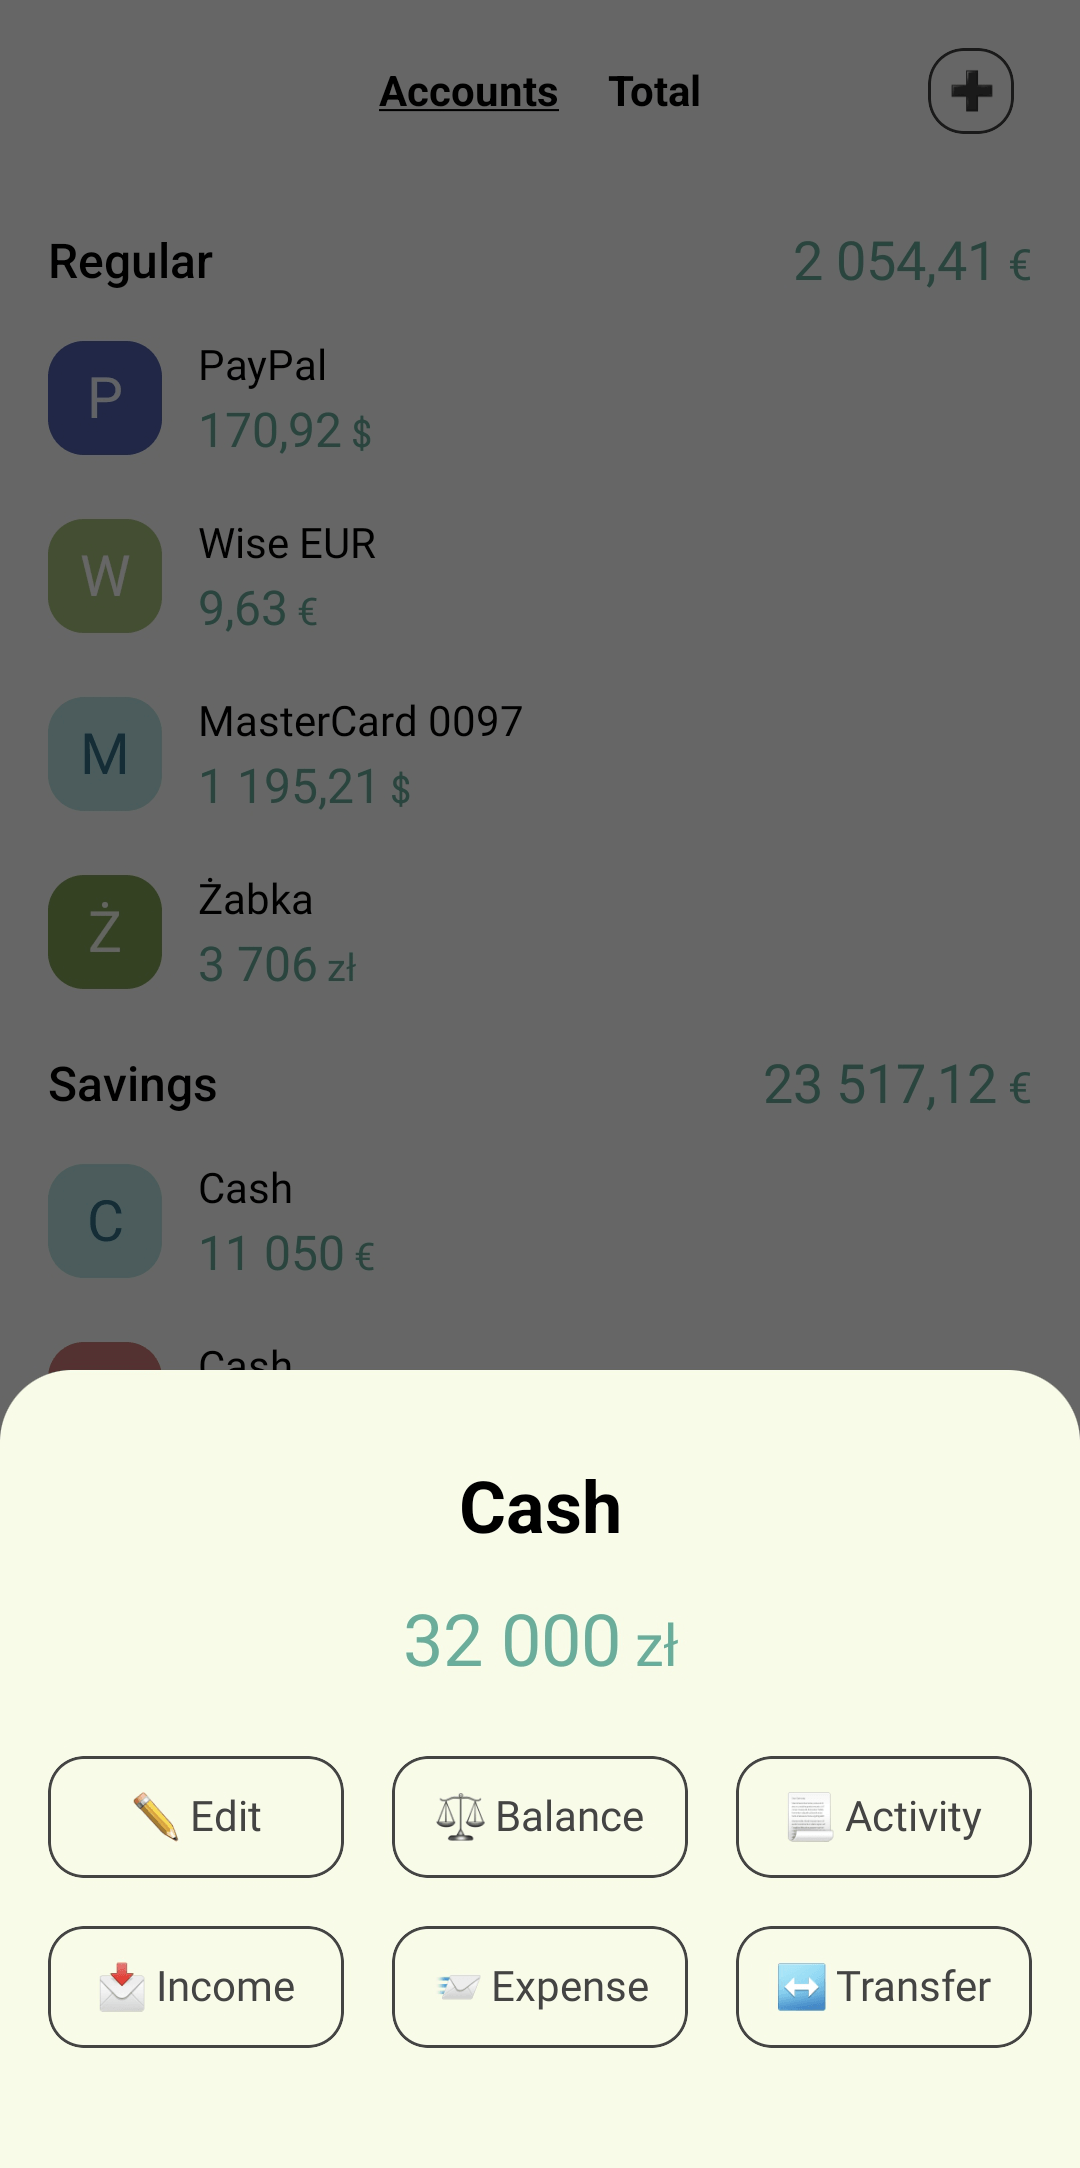 Accounts Total
Regular 2 054,41 €
P PayPal
170,92 $
W Wise EUR
9,63 €
M MasterCard 0097
1 195,21 $
Ż Żabka
3 706 zł
Savings 23 517,12 €
C Cash
11 050 €
Cash
Cash
32 000 zł
Edit Balance Activity
Income Expense Transfer